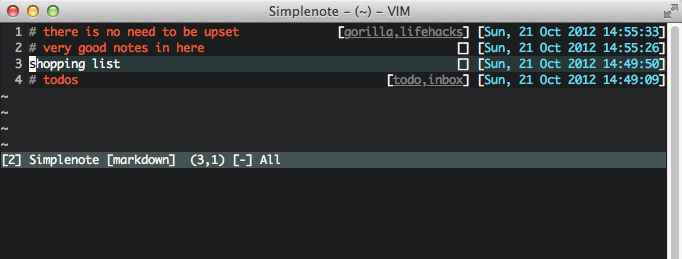 Simplenote – (~) – VIM
1 # there is no need to be upset [gorilla,lifehacks] [Sun, 21 Oct 2012 14:55:33]
2 # very good notes in here [] [Sun, 21 Oct 2012 14:55:26]
3 shopping list [] [Sun, 21 Oct 2012 14:49:50]
4 # todos [todo,inbox] [Sun, 21 Oct 2012 14:49:09]
~
~
~
~
[2] Simplenote [markdown] (3,1) [-] All